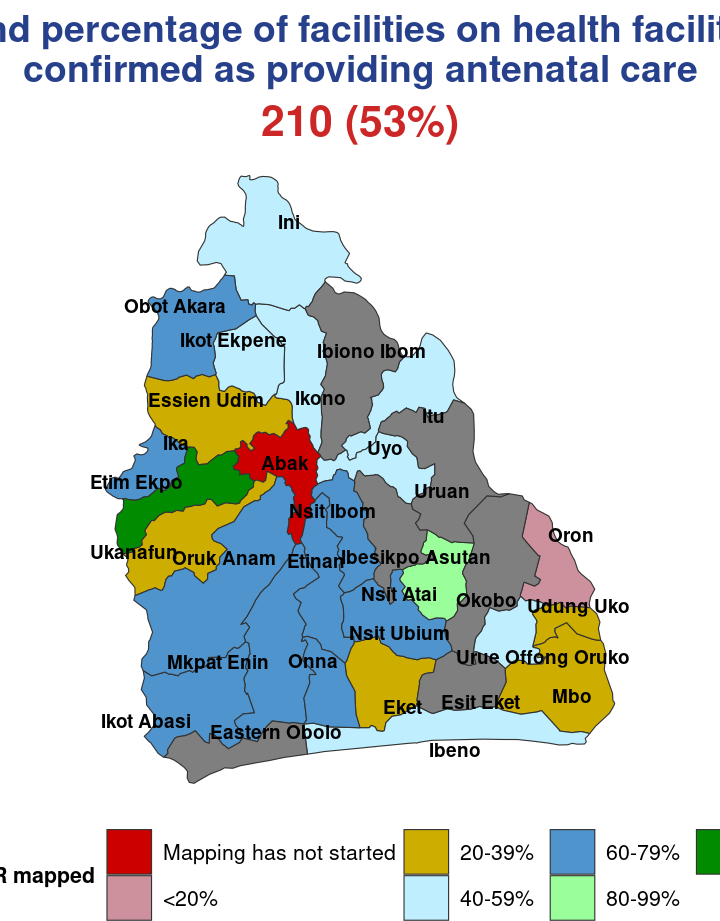 percentage of facilities on health
confirmed as providing antenatal care
210 (53%)
Ini
Obot Akara
Ikot Ekpene
Ibiono Ibom
Essien Udim
Ikono
Itu
Ika
Uyo
Abak
Etim Ekpo
Uruan
Nsit Ibom
Oron
Ukanafun
Oruk Anam
Etinan
Ibesikpo Asutan
Nsit Atai
Okobo
Udung Uko
Nsit Ubium
Mkpat Enin
Onna
Urue Offong Oruko
Eket
Esit Eket
Mbo
Ikot Abasi
Eastern Obolo
Ibeno
Mapping has not started
20-39%
60-79%
mapped
<20%
40-59%
80-99%